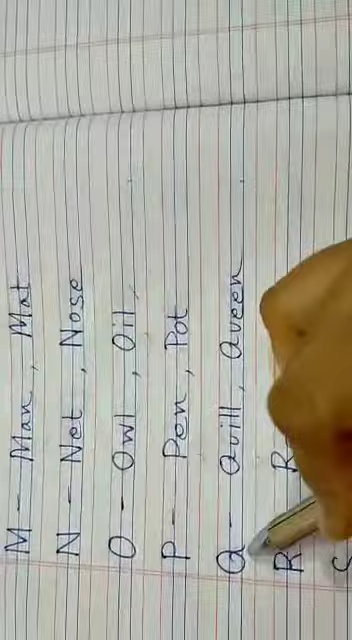 M - Man, Mat
N - Net, Nose
O - Owl, Oil,
P - Pen, Pot
Q - Quill, Queen
R R
S